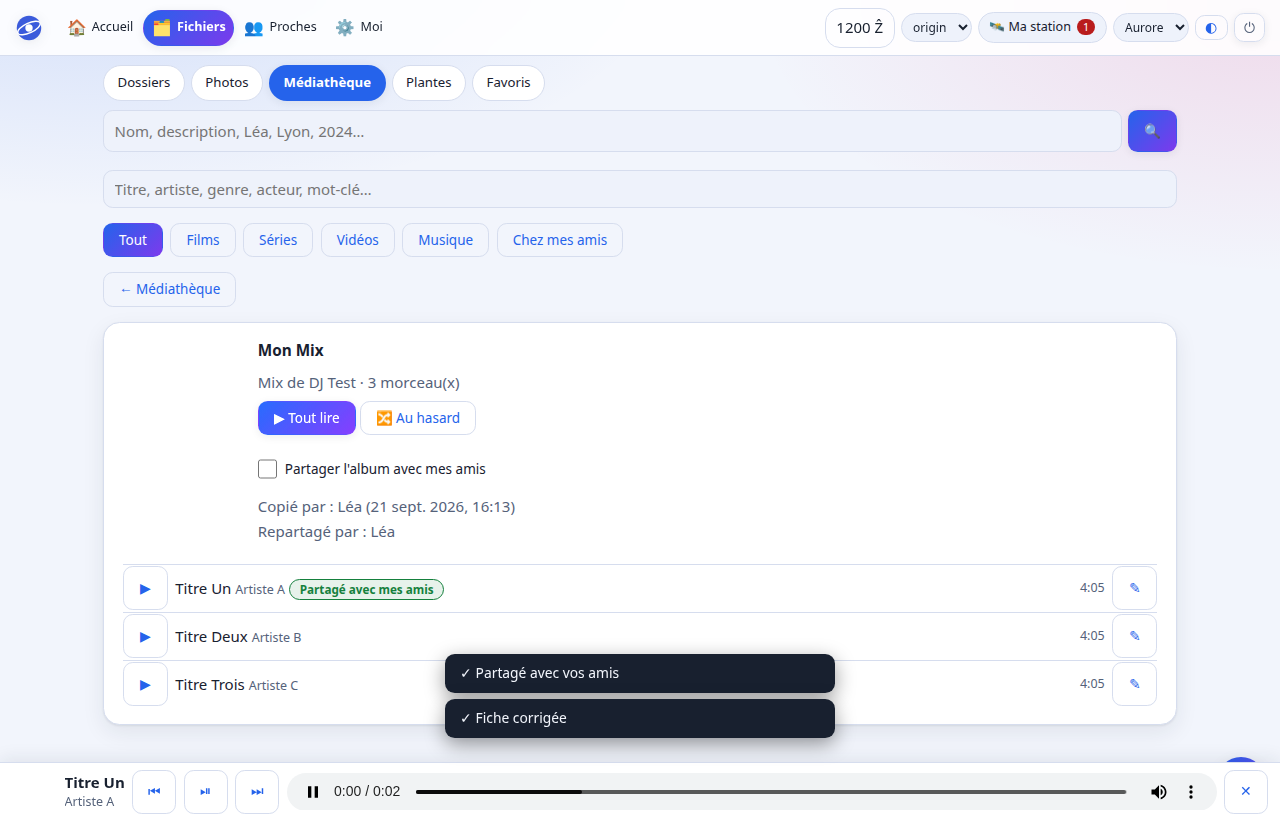 Accueil Fichiers Proches Moi 1200 Ẑ origin Ma station 1 Aurore
Dossiers Photos Médiathèque Plantes Favoris
Nom, description, Léa, Lyon, 2024...
Titre, artiste, genre, acteur, mot-clé...
Tout Films Séries Vidéos Musique Chez mes amis
← Médiathèque
Mon Mix
Mix de DJ Test · 3 morceau(x)
▶ Tout lire Au hasard
Partager l'album avec mes amis
Copié par : Léa (21 sept. 2026, 16:13)
Repartagé par : Léa
Titre Un Artiste A Partagé avec mes amis 4:05
Titre Deux Artiste B 4:05
Titre Trois Artiste C 4:05
✓ Partagé avec vos amis
✓ Fiche corrigée
Titre Un
Artiste A
0:00 / 0:02